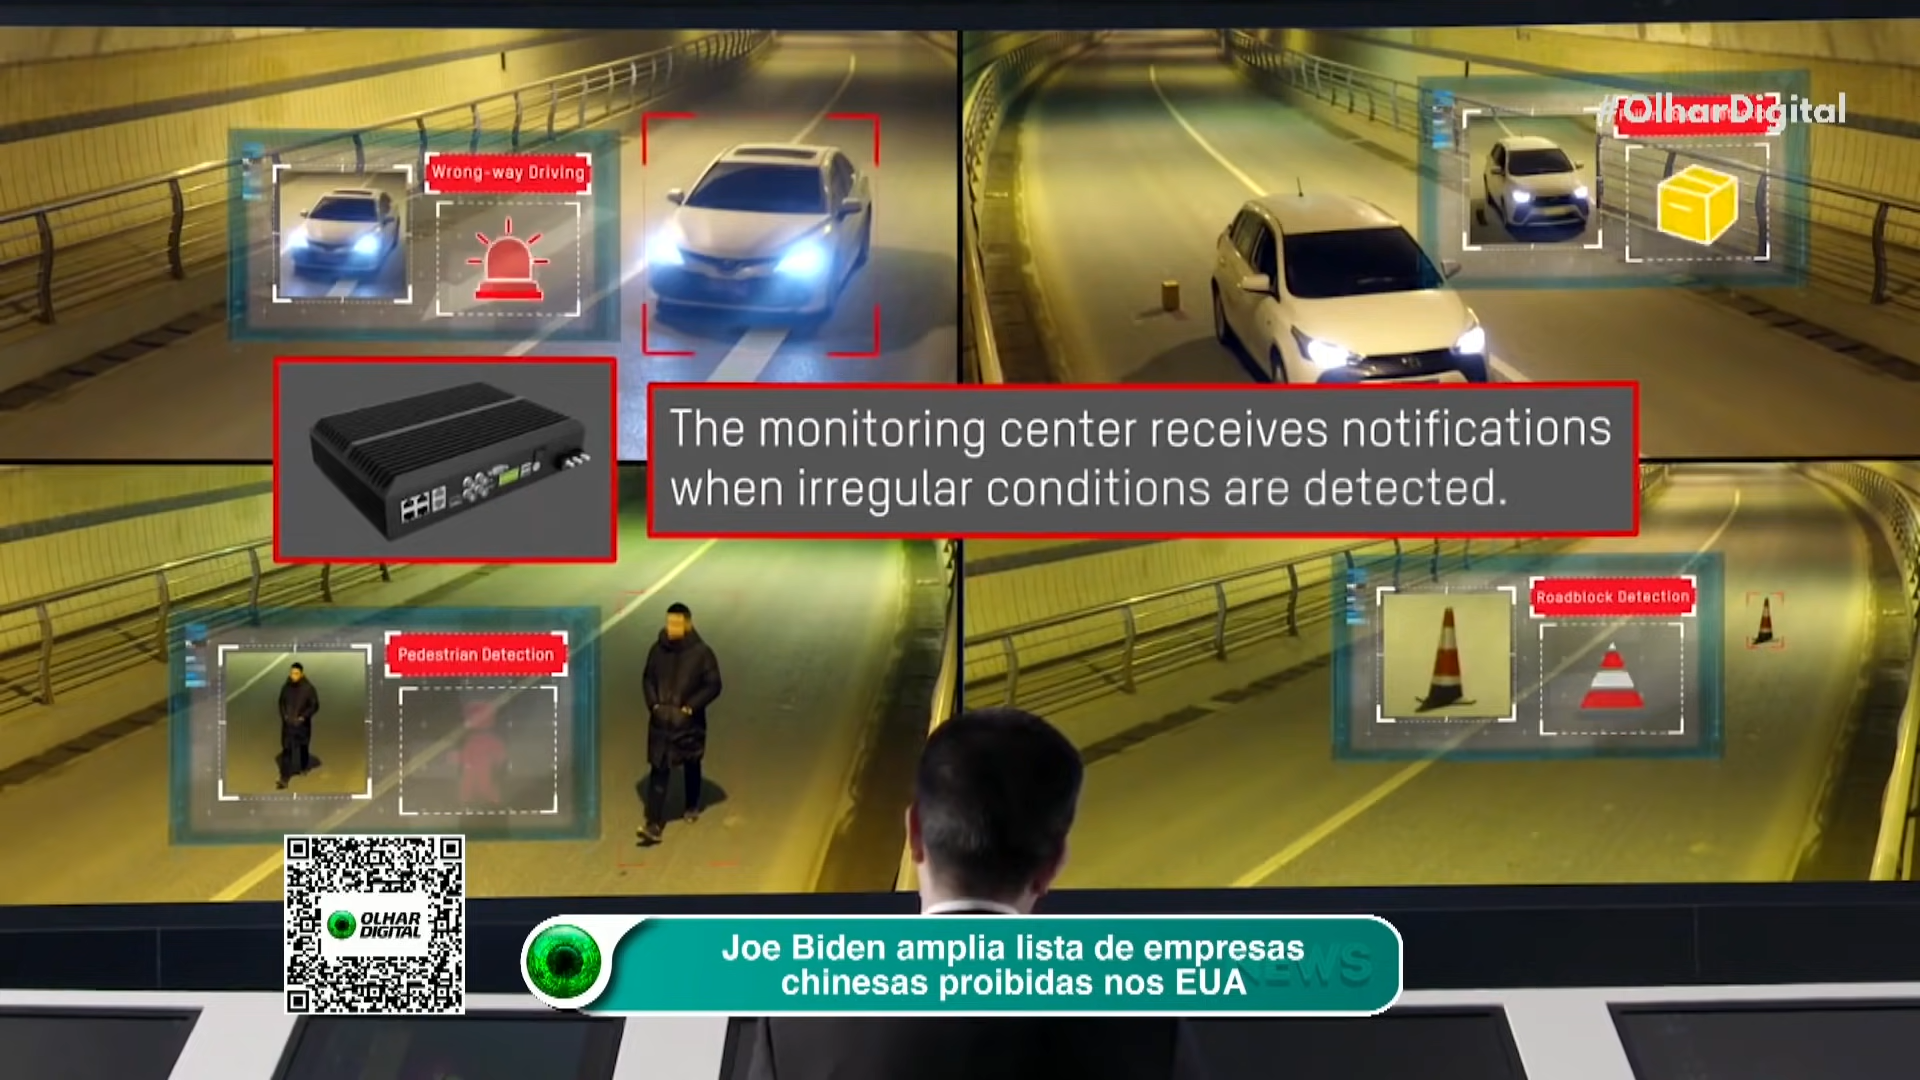 #OlharDigital
Wrong-way Driving
The monitoring center receives notifications
when irregular conditions are detected.
Pedestrian Detection
Roadblock Detection
OLHAR
DIGITAL
Joe Biden amplia lista de empresas
chinesas proibidas nos EUA
NEWS